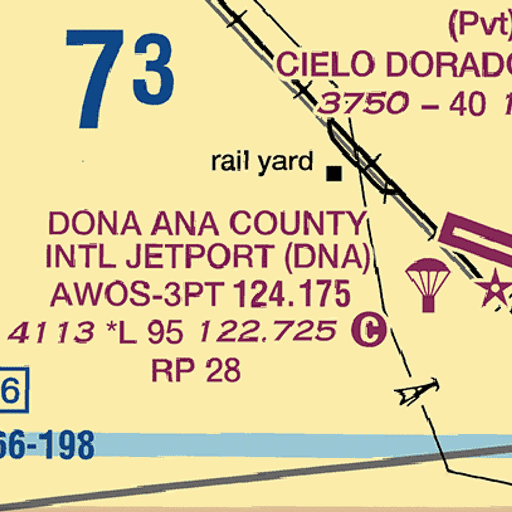 73
(Pvt)
CIELO DORADO
3750 – 40
rail yard
DONA ANA COUNTY
INTL JETPORT (DNA)
AWOS-3PT 124.175
4113 *L 95 122.725 C
RP 28
6
66-198